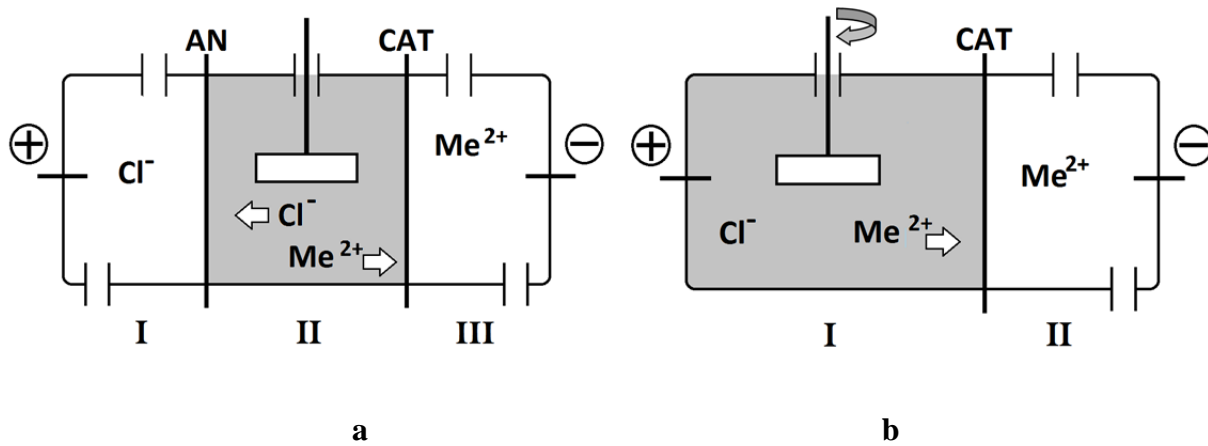 AN CAT CAT
+ Cl⁻ Me²⁺ − + Me²⁺ −
Cl⁻ Cl⁻ Me²⁺
Me²⁺
I II III I II
a b